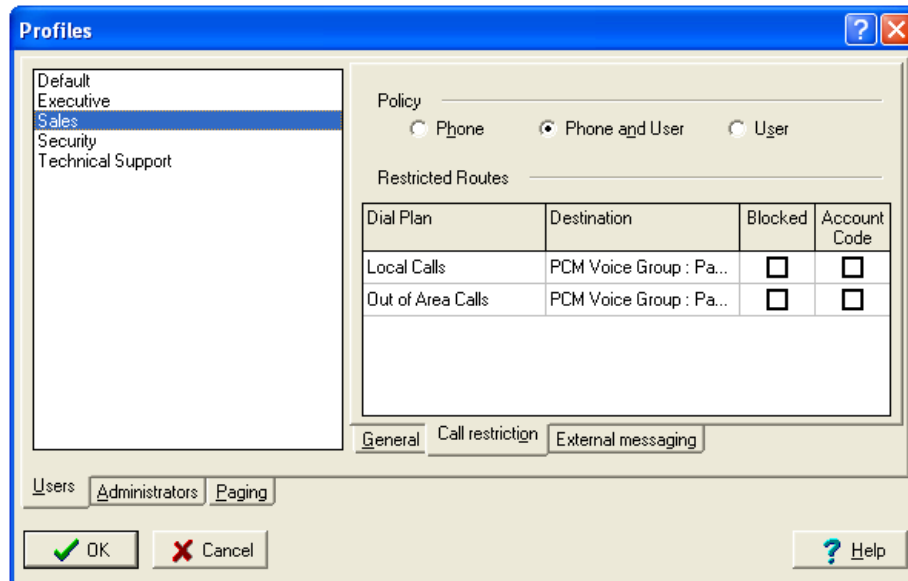 Profiles
Default
Executive
Sales
Security
Technical Support
Policy
Phone
Phone and User
User
Restricted Routes
Dial Plan Destination Blocked Account Code
Local Calls PCM Voice Group : Pa...
Out of Area Calls PCM Voice Group : Pa...
General Call restriction External messaging
Users Administrators Paging
OK Cancel ? Help